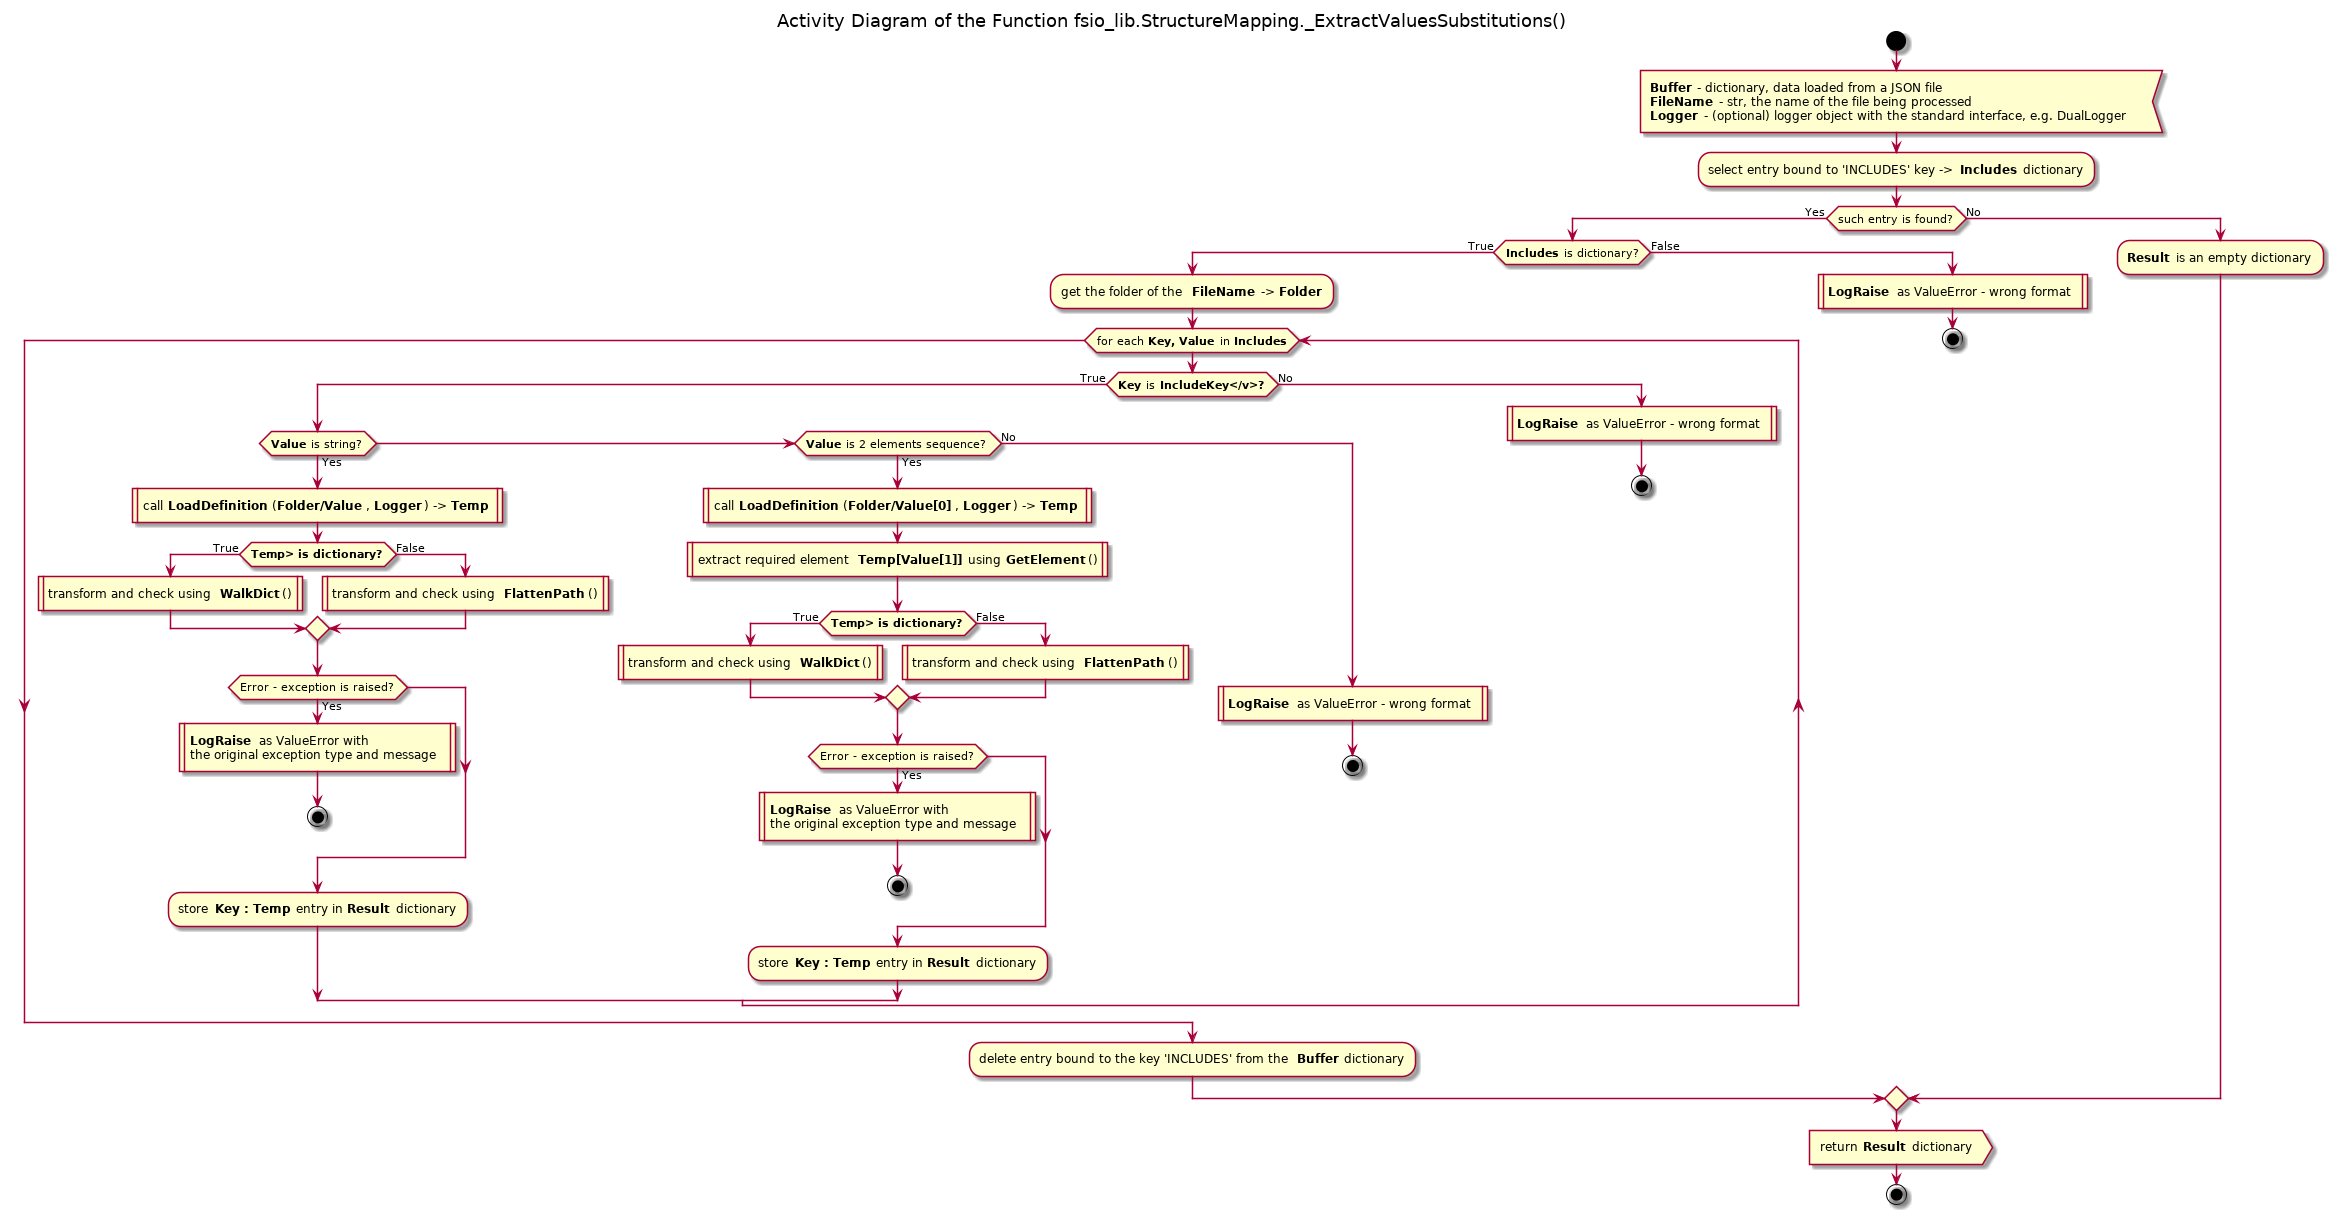 Activity Diagram of the Function fsio_lib.StructureMapping._ExtractValuesSubstitutions()
Buffer - dictionary, data loaded from a JSON file
FileName - str, the name of the file being processed
Logger - (optional) logger object with the standard interface, e.g. DualLogger
select entry bound to 'INCLUDES' key -> Includes dictionary
Yes
such entry is found?
No
True
Includes is dictionary?
False
Result is an empty dictionary
get the folder of the FileName -> Folder
LogRaise as ValueError - wrong format
for each Key, Value in Includes
True
Key is IncludeKey</v>?
No
LogRaise as ValueError - wrong format
Value is string?
Yes
Value is 2 elements sequence?
No
Yes
call LoadDefinition (Folder/Value , Logger ) -> Temp
call LoadDefinition (Folder/Value[0] , Logger ) -> Temp
True
Temp> is dictionary?
False
extract required element Temp[Value[1]] using GetElement ()
transform and check using WalkDict ()
transform and check using FlattenPath ()
True
Temp> is dictionary?
False
transform and check using WalkDict ()
transform and check using FlattenPath ()
Error - exception is raised?
Yes
LogRaise as ValueError - wrong format
LogRaise as ValueError with
the original exception type and message
Error - exception is raised?
Yes
LogRaise as ValueError with
the original exception type and message
store Key : Temp entry in Result dictionary
store Key : Temp entry in Result dictionary
delete entry bound to the key 'INCLUDES' from the Buffer dictionary
return Result dictionary